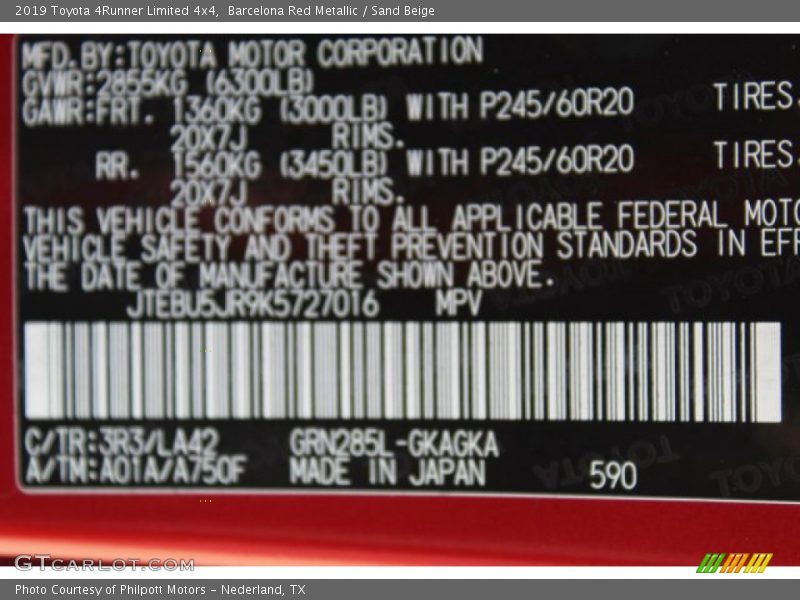 2019 Toyota 4Runner Limited 4x4,  Barcelona Red Metallic / Sand Beige
MFD.BY:TOYOTA MOTOR CORPORATION
GVWR:2855KG (6300LB)
GAWR:FRT. 1360KG (3000LB) WITH P245/60R20 TIRES.
20X7J RIMS.
RR. 1560KG (3450LB) WITH P245/60R20 TIRES.
20X7J RIMS.
THIS VEHICLE CONFORMS TO ALL APPLICABLE FEDERAL MOTO
VEHICLE SAFETY AND THEFT PREVENTION STANDARDS IN EFF
THE DATE OF MANUFACTURE SHOWN ABOVE.
JTEBU5JR9K5727016 MPV
C/TR:3R3/LA42 GRN285L-GKAGKA
A/TM:A01A/A750F MADE IN JAPAN 590
GTCARLOT.COM
Photo Courtesy of Philpott Motors - Nederland, TX